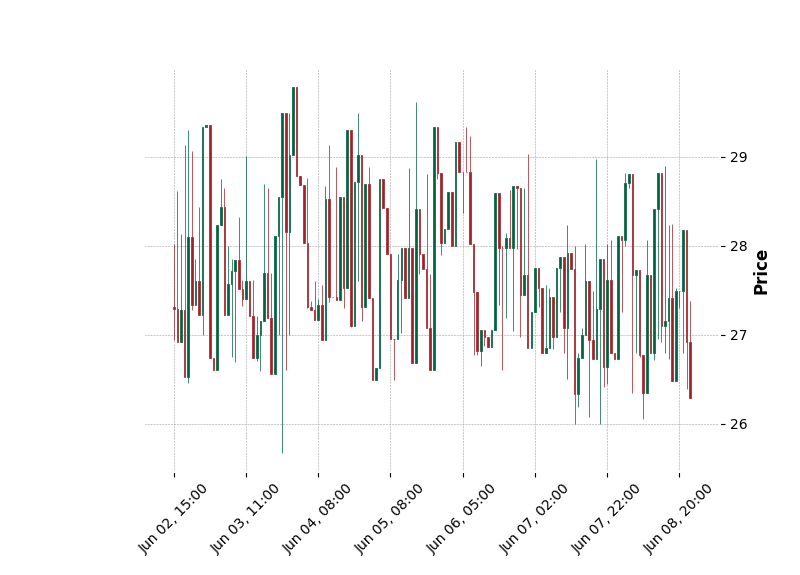 29
28
27
26
Price
Jun 02, 15:00
Jun 03, 11:00
Jun 04, 08:00
Jun 05, 08:00
Jun 06, 05:00
Jun 07, 02:00
Jun 07, 22:00
Jun 08, 20:00